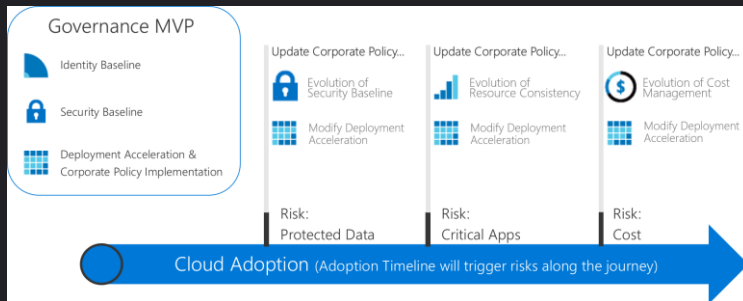 Governance MVP
Identity Baseline
Security Baseline
Deployment Acceleration &
Corporate Policy Implementation
Update Corporate Policy...
Evolution of
Security Baseline
Modify Deployment
Acceleration
Risk:
Protected Data
Update Corporate Policy...
Evolution of
Resource Consistency
Modify Deployment
Acceleration
Risk:
Critical Apps
Update Corporate Policy...
$
Evolution of Cost
Management
Modify Deployment
Acceleration
Risk:
Cost
Cloud Adoption (Adoption Timeline will trigger risks along the journey)